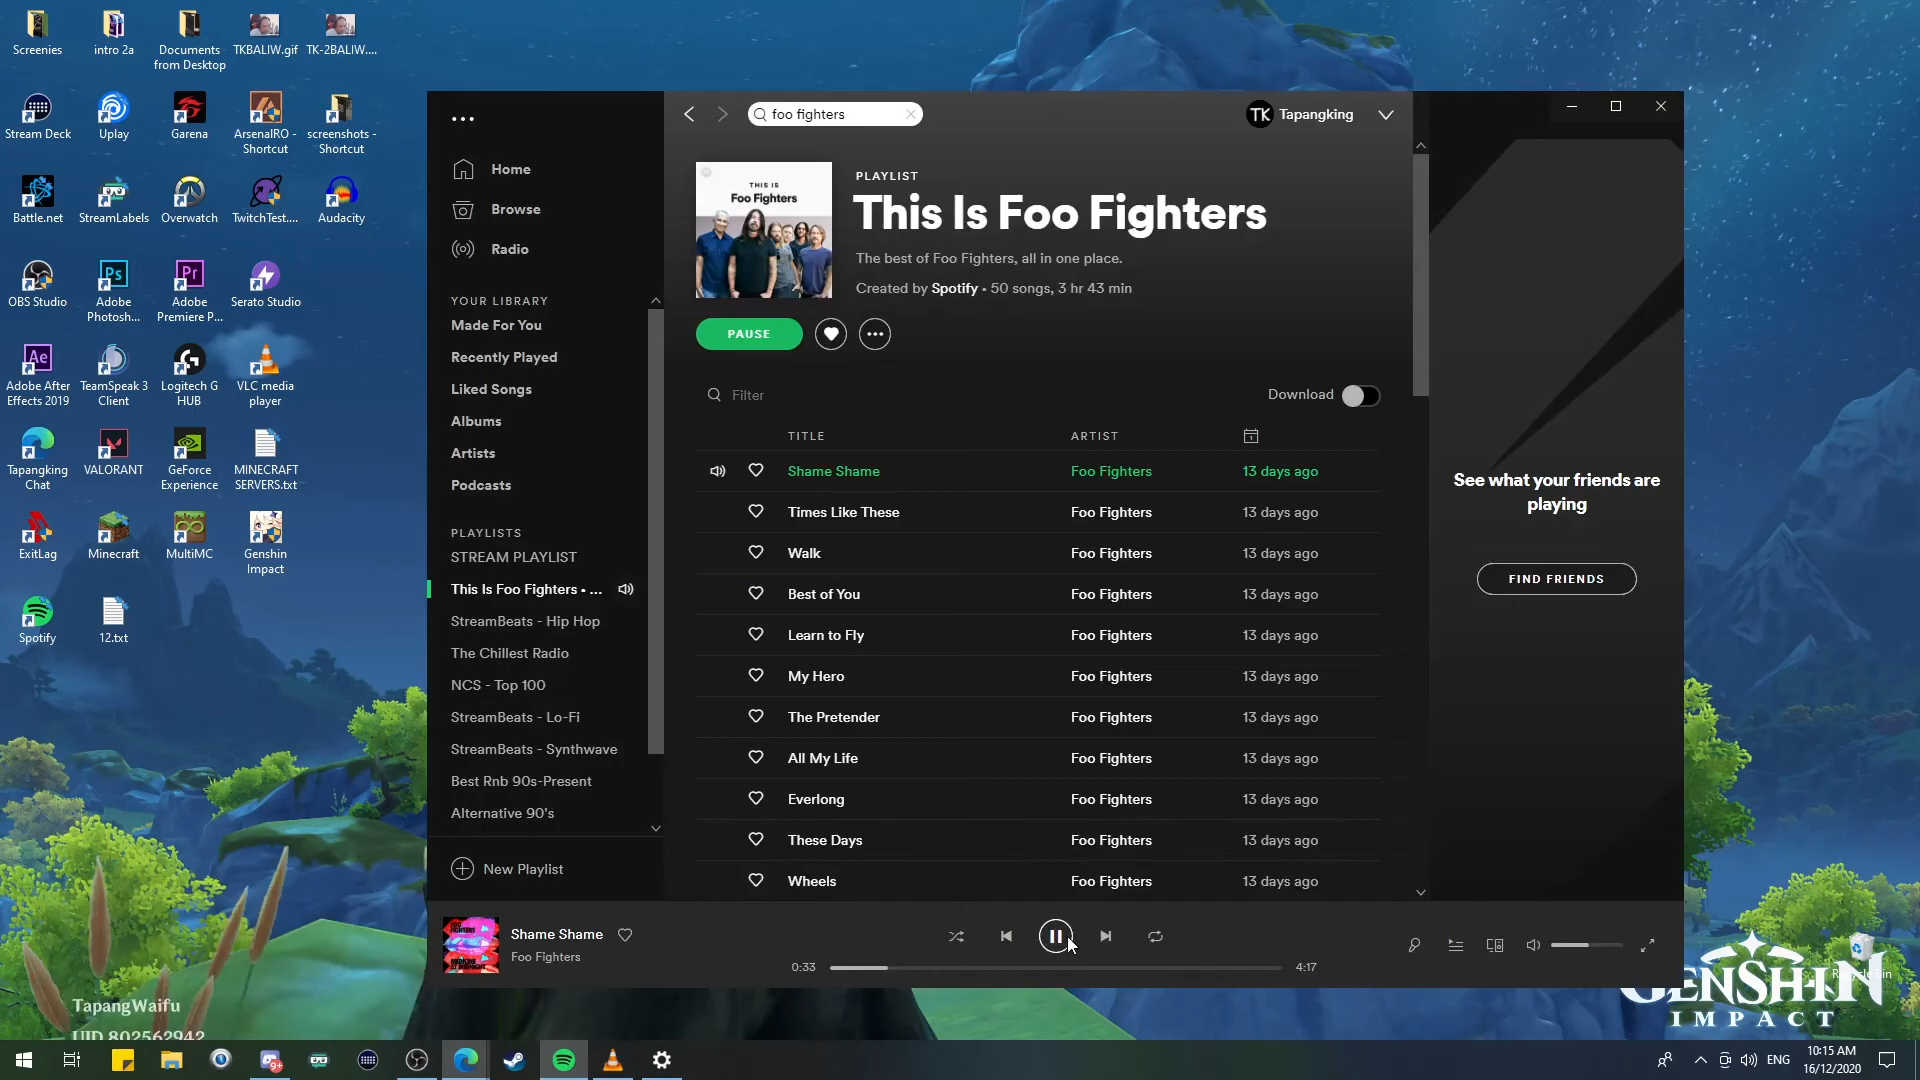 Screenies
intro 2a
Documents from Desktop
TKBALIW.gif
TK-2BALIW....
Stream Deck
Uplay
Garena
ArsenalRO - Shortcut
screenshots - Shortcut
Battle.net
StreamLabels
Overwatch
TwitchTest....
Audacity
OBS Studio
Adobe Photosh...
Adobe Premiere P...
Serato Studio
Adobe After Effects 2019
TeamSpeak 3 Client
Logitech G HUB
VLC media player
Tapangking Chat
VALORANT
GeForce Experience
MINECRAFT SERVERS.txt
ExitLag
Minecraft
MultiMC
Genshin Impact
Spotify
12.txt
Home
Browse
Radio
YOUR LIBRARY
Made For You
Recently Played
Liked Songs
Albums
Artists
Podcasts
PLAYLISTS
STREAM PLAYLIST
This Is Foo Fighters • ...
StreamBeats - Hip Hop
The Chillest Radio
NCS - Top 100
StreamBeats - Lo-Fi
StreamBeats - Synthwave
Best Rnb 90s-Present
Alternative 90's
New Playlist
foo fighters
TK Tapangking
THIS IS
Foo Fighters
PLAYLIST
This Is Foo Fighters
The best of Foo Fighters, all in one place.
Created by Spotify • 50 songs, 3 hr 43 min
PAUSE
Filter
Download
TITLE ARTIST
Shame Shame Foo Fighters 13 days ago
Times Like These Foo Fighters 13 days ago
Walk Foo Fighters 13 days ago
Best of You Foo Fighters 13 days ago
Learn to Fly Foo Fighters 13 days ago
My Hero Foo Fighters 13 days ago
The Pretender Foo Fighters 13 days ago
All My Life Foo Fighters 13 days ago
Everlong Foo Fighters 13 days ago
These Days Foo Fighters 13 days ago
Wheels Foo Fighters 13 days ago
See what your friends are
playing
FIND FRIENDS
Shame Shame
Foo Fighters
0:33
4:17
TapangWaifu
UID 802562942
GENSHIN
IMPACT
Recycle Bin
9+
ENG
10:15 AM
16/12/2020